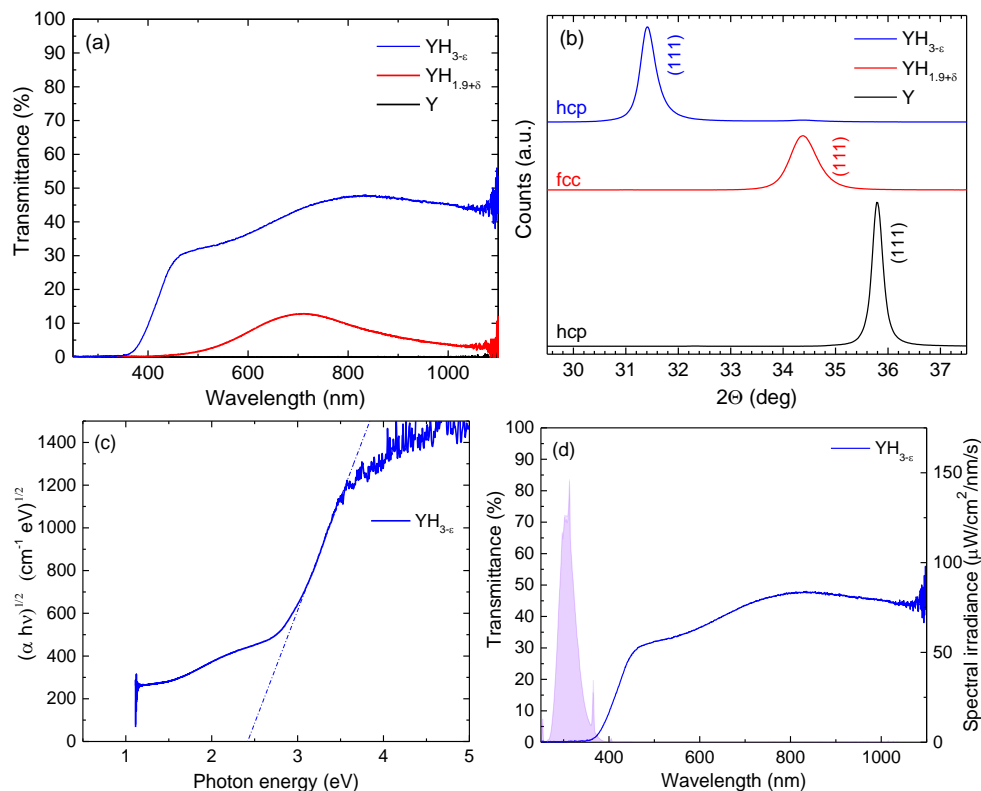 (a)
YH3-ε
YH1.9+δ
Y
Transmittance (%)
100
90
80
70
60
50
40
30
20
10
0
400 600 800 1000
Wavelength (nm)
(b)
YH3-ε
YH1.9+δ
Y
(111)
hcp
(111)
fcc
(111)
hcp
Counts (a.u.)
30 31 32 33 34 35 36 37
2Θ (deg)
(c)
YH3-ε
(α hν)1/2 (cm-1 eV)1/2
1400
1200
1000
800
600
400
200
0
0 1 2 3 4 5
Photon energy (eV)
(d)
YH3-ε
Transmittance (%)
100
90
80
70
60
50
40
30
20
10
0
150
100
50
0
Spectral irradiance (µW/cm2/nm/s)
400 600 800 1000
Wavelength (nm)